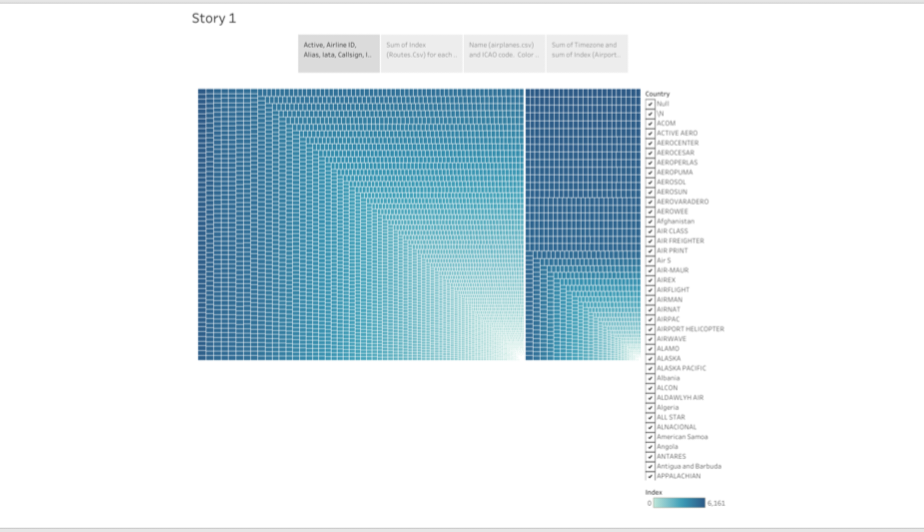 Story 1
Active, Airline ID,
Alias, Iata, Callsign, I..
Sum of Index
(Routes.Csv) for each ..
Name (airplanes.csv)
and ICAO code. Color ..
Sum of Timezone and
sum of Index (Airport..
Country
Null
\N
ACOM
ACTIVE AERO
AEROCENTER
AEROCESAR
AEROPERLAS
AEROPUMA
AEROSOL
AEROSUN
AEROVARADERO
AEROWEE
Afghanistan
AIR CLASS
AIR FREIGHTER
AIR PRINT
Air S
AIR-MAUR
AIREX
AIRFLIGHT
AIRMAN
AIRNAT
AIRPAC
AIRPORT HELICOPTER
AIRWAVE
ALAMO
ALASKA
ALASKA PACIFIC
Albania
ALCON
ALDAWLYH AIR
Algeria
ALL STAR
ALNACIONAL
American Samoa
Angola
ANTARES
Antigua and Barbuda
APPALACHIAN
Index
0 6,161